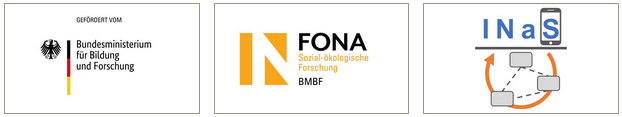 GEFÖRDERT VOM
Bundesministerium
für Bildung
und Forschung
FONA
Sozial-ökologische
Forschung
BMBF
INaS